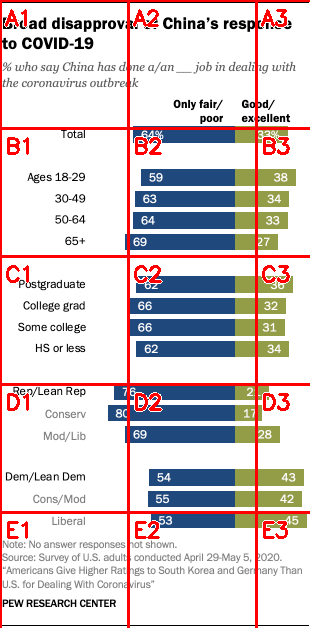 Broad disapproval of China's response
to COVID-19
% who say China has done a/an __ job in dealing with
the coronavirus outbreak
Only fair/ Good/
poor excellent
Total 64% 33%
Ages 18-29 59 38
30-49 63 34
50-64 64 33
65+ 69 27
Postgraduate 62 36
College grad 66 32
Some college 66 31
HS or less 62 34
Rep/Lean Rep 76
Conserv 80 17
Mod/Lib 69 28
Dem/Lean Dem 54 43
Cons/Mod 55 42
Liberal 53 45
Note: No answer responses not shown.
Source: Survey of U.S. adults conducted April 29-May 5, 2020.
"Americans Give Higher Ratings to South Korea and Germany Than
U.S. for Dealing With Coronavirus"
PEW RESEARCH CENTER
A1 A2 A3
B1 B2 B3
C1 C2 C3
D1 D2 D3
E1 E2 E3